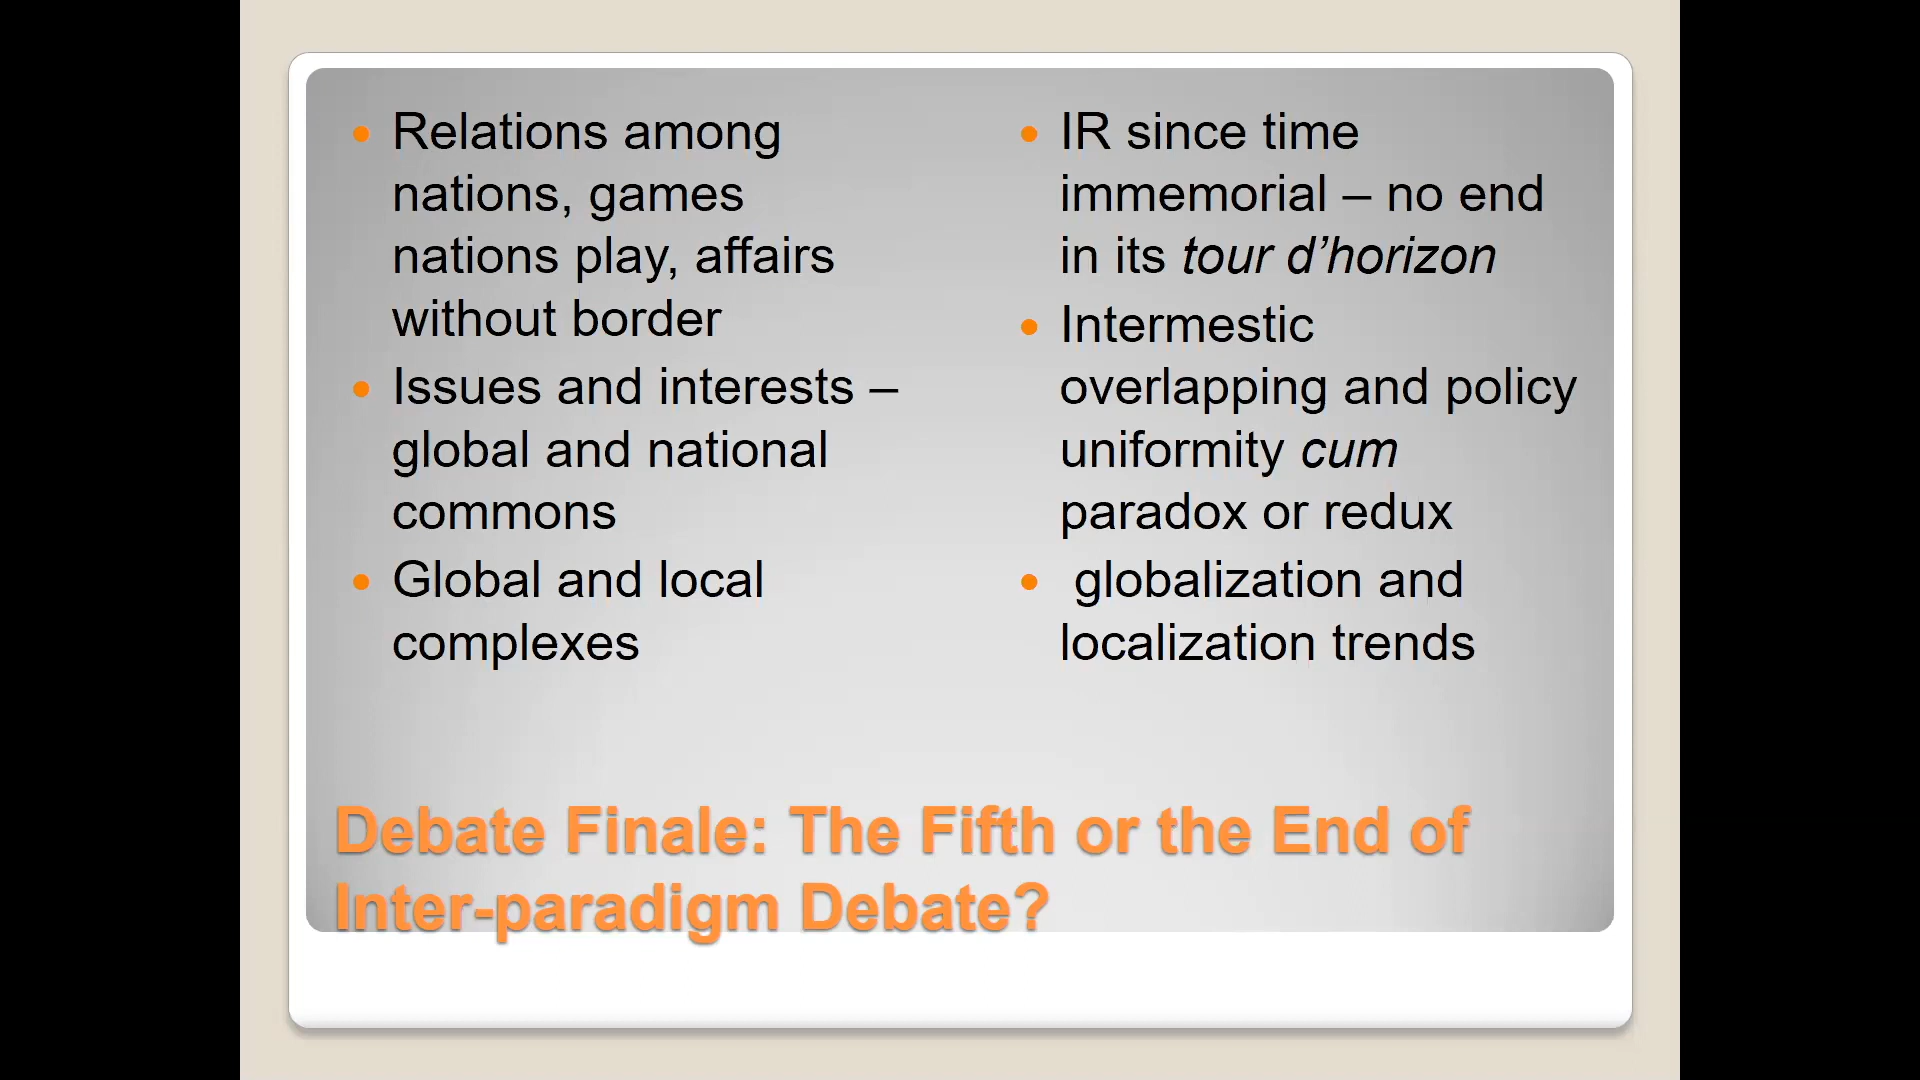 Relations among
nations, games
nations play, affairs
without border
Issues and interests –
global and national
commons
Global and local
complexes
IR since time
immemorial – no end
in its tour d’horizon
Intermestic
overlapping and policy
uniformity cum
paradox or redux
globalization and
localization trends
Debate Finale: The Fifth or the End of
Inter-paradigm Debate?